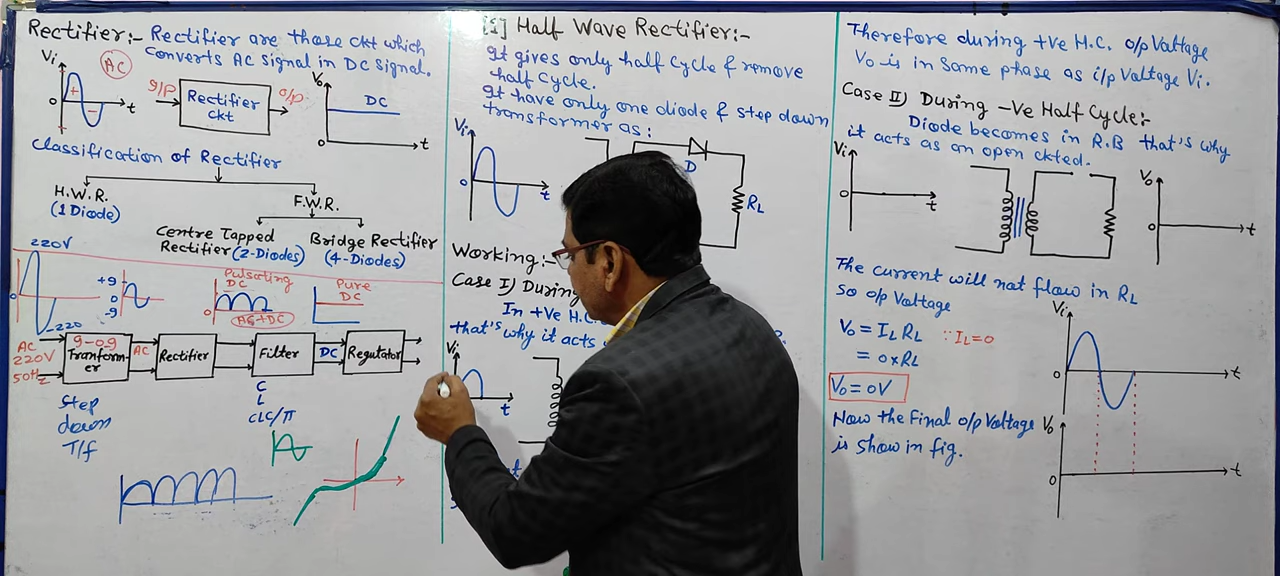 Rectifier:- Rectifier are those ckt which
converts AC signal in DC signal.
Vi
AC
+
-
0
t
I/P
Rectifier
ckt
o/p
Vo
DC
0
t
Classification of Rectifier
H.W.R.
(1 Diode)
F.W.R.
Centre Tapped
Rectifier (2-Diodes)
Bridge Rectifier
(4-Diodes)
220V
0
-220
+9
0
-9
Pulsating
DC
0
AC+DC
Pure
DC
AC
220V
50Hz
9-0-9
Tranform-
er
AC
Rectifier
Filter
DC
Regutator
Step
down
T/f
C
L
CLC/π
[1] Half Wave Rectifier:-
It gives only half cycle & remove
half cycle.
It have only one diode & step down
transformer as:
Vi
0
t
D
RL
Working:-
Case I) During
In +ve H.C.
that's why it acts
Vi
t
Therefore during +ve H.C. o/p Voltage
Vo is in same phase as i/p Voltage Vi.
Case II) During -Ve Half Cycle:-
Diode becomes in R.B that's why
it acts as an open ckted.
Vi
0
t
Vo
0
t
The current will not flow in RL
So o/p Voltage
Vo = IL RL ∵ IL=0
= 0×RL
Vo = 0V
Now the Final o/p Voltage
is show in fig.
Vi
0
t
Vo
0
t